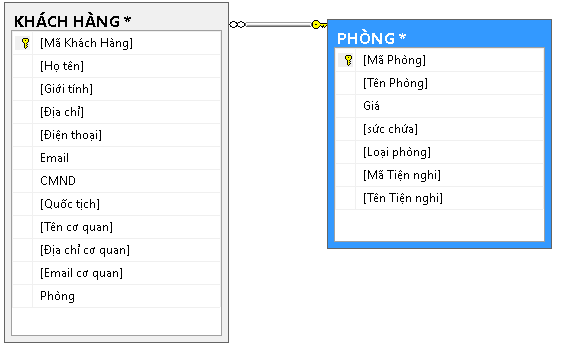 KHÁCH HÀNG *
[Mã Khách Hàng]
[Họ tên]
[Giới tính]
[Địa chỉ]
[Điện thoại]
Email
CMND
[Quốc tịch]
[Tên cơ quan]
[Địa chỉ cơ quan]
[Email cơ quan]
Phòng
PHÒNG *
[Mã Phòng]
[Tên Phòng]
Giá
[sức chứa]
[Loại phòng]
[Mã Tiện nghi]
[Tên Tiện nghi]